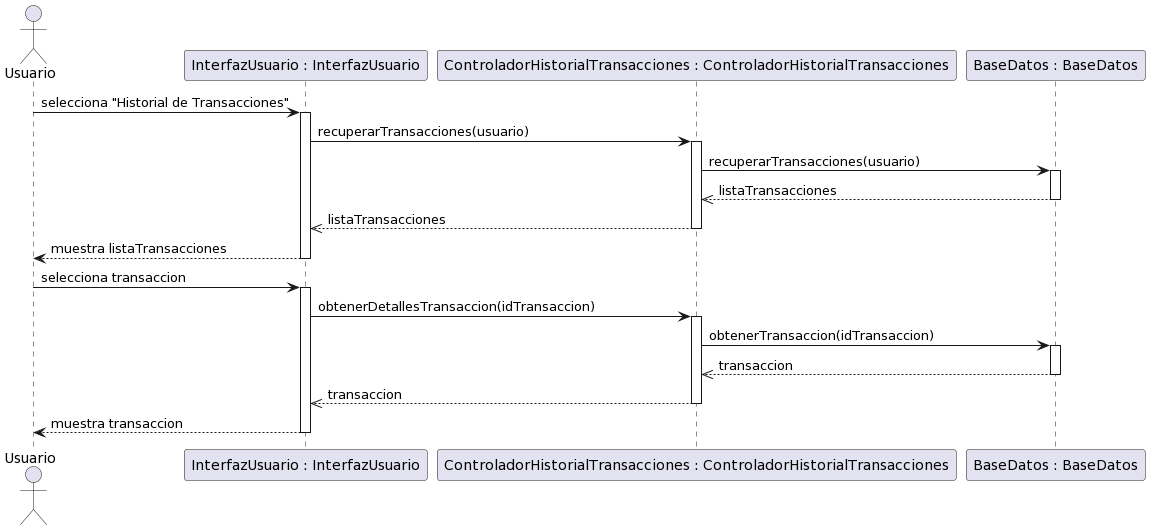 Usuario
InterfazUsuario : InterfazUsuario
ControladorHistorialTransacciones : ControladorHistorialTransacciones
BaseDatos : BaseDatos
selecciona "Historial de Transacciones"
recuperarTransacciones(usuario)
recuperarTransacciones(usuario)
listaTransacciones
listaTransacciones
muestra listaTransacciones
selecciona transaccion
obtenerDetallesTransaccion(idTransaccion)
obtenerTransaccion(idTransaccion)
transaccion
transaccion
muestra transaccion
Usuario
InterfazUsuario : InterfazUsuario
ControladorHistorialTransacciones : ControladorHistorialTransacciones
BaseDatos : BaseDatos